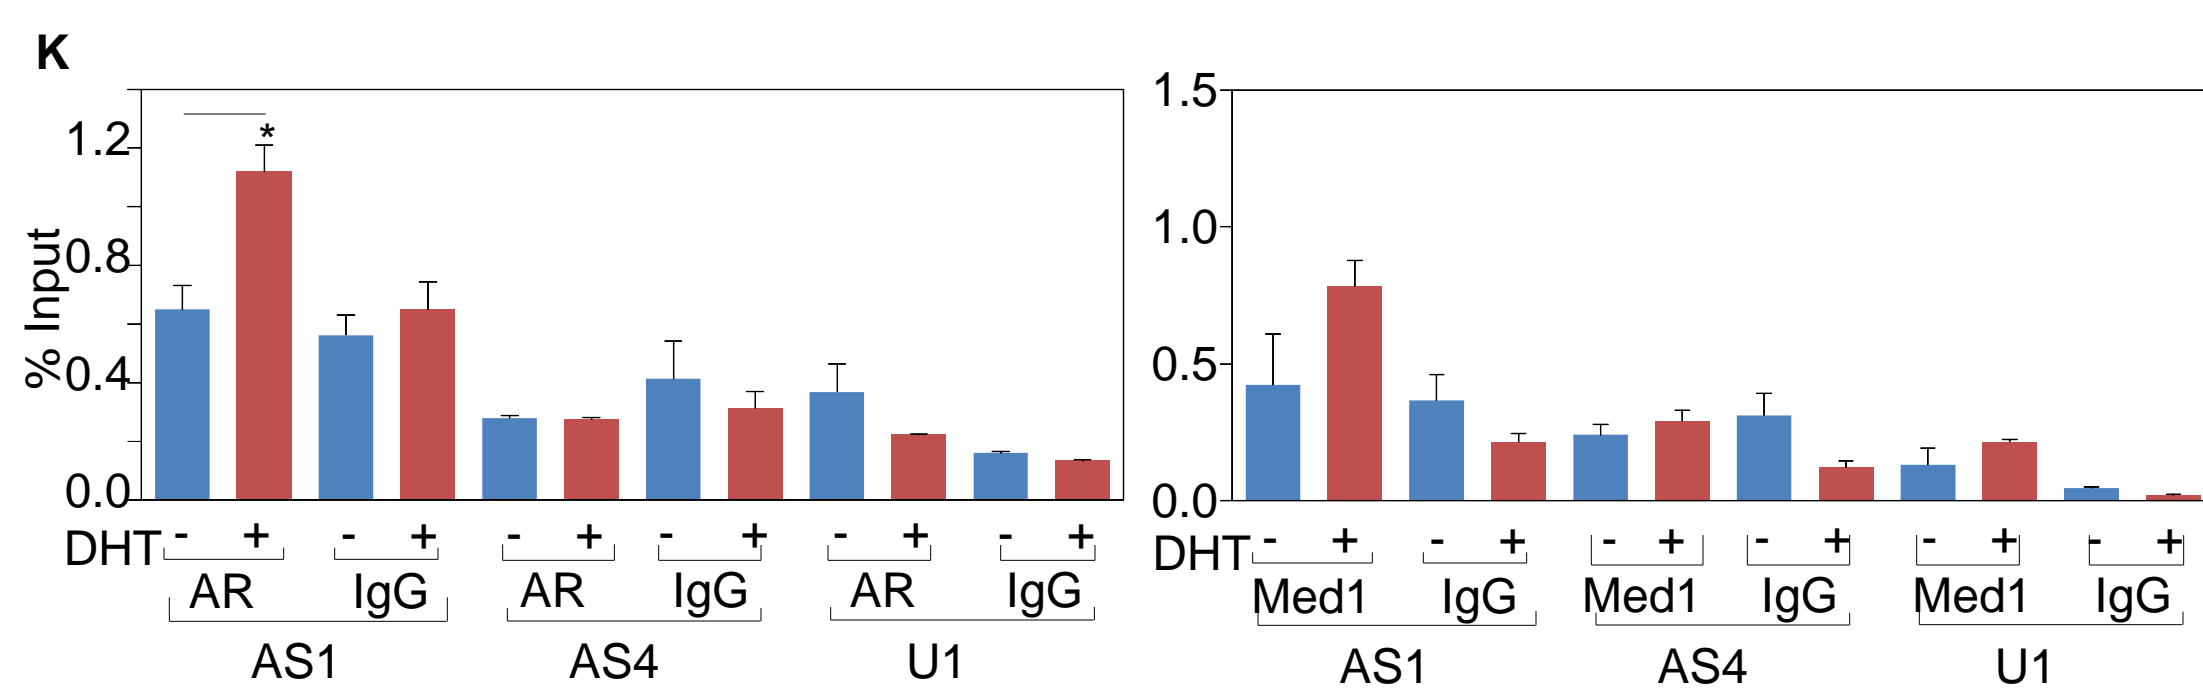 K
1.2
0.8
0.4
0.0
% Input
*
DHT - + - + - + - + - + - +
AR IgG AR IgG AR IgG
AS1 AS4 U1
1.5
1.0
0.5
0.0
DHT - + - + - + - + - + - +
Med1 IgG Med1 IgG Med1 IgG
AS1 AS4 U1